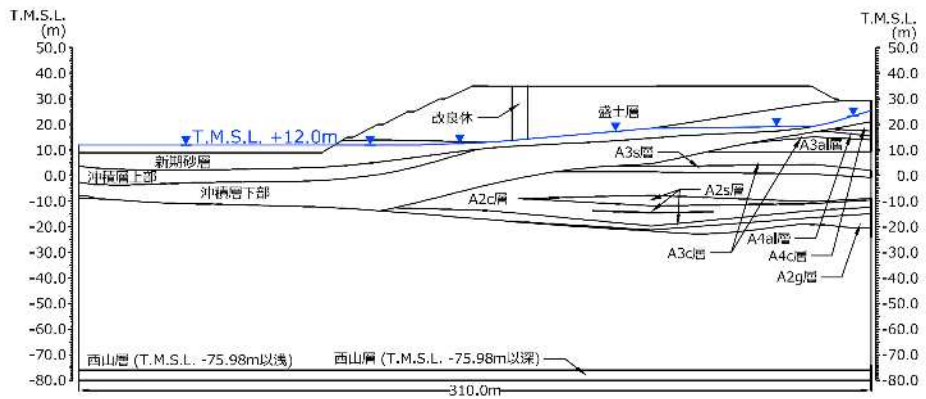 T.M.S.L.
(m)
T.M.S.L.
(m)
50.0
40.0
30.0
20.0
10.0
0.0
-10.0
-20.0
-30.0
-40.0
-50.0
-60.0
-70.0
-80.0
50.0
40.0
30.0
20.0
10.0
0.0
-10.0
-20.0
-30.0
-40.0
-50.0
-60.0
-70.0
-80.0
改良体
盛土層
T.M.S.L. +12.0m
新期砂層
沖積層上部
沖積層下部
A3s層
A3al層
A2c層
A2s層
A3c層
A4al層
A4c層
A2g層
西山層 (T.M.S.L. -75.98m以浅)
西山層 (T.M.S.L. -75.98m以深)
310.0m